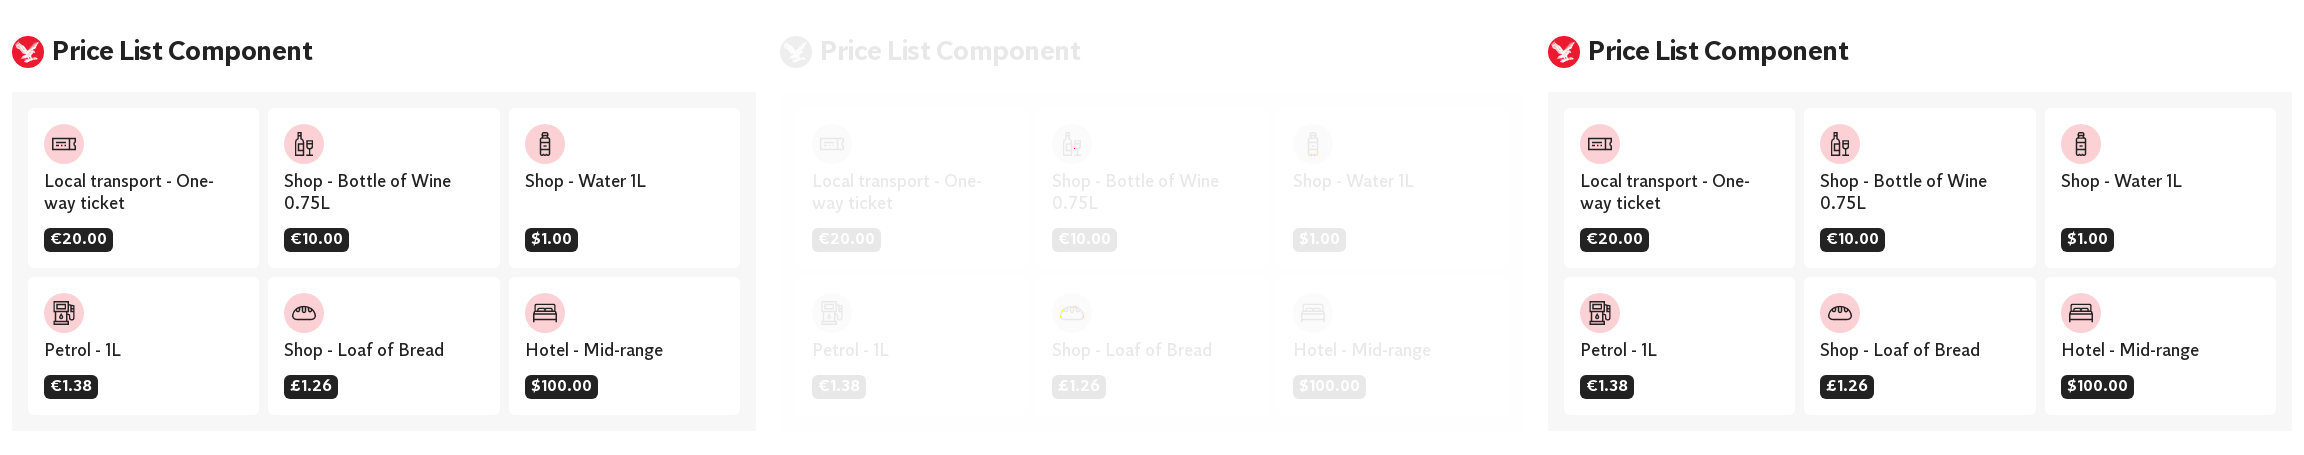 Price List Component
Local transport - One-
way ticket
€20.00
Shop - Bottle of Wine
0.75L
€10.00
Shop - Water 1L
$1.00
Petrol - 1L
€1.38
Shop - Loaf of Bread
£1.26
Hotel - Mid-range
$100.00
Price List Component
Local transport - One-
way ticket
€20.00
Shop - Bottle of Wine
0.75L
€10.00
Shop - Water 1L
$1.00
Petrol - 1L
€1.38
Shop - Loaf of Bread
£1.26
Hotel - Mid-range
$100.00
Price List Component
Local transport - One-
way ticket
€20.00
Shop - Bottle of Wine
0.75L
€10.00
Shop - Water 1L
$1.00
Petrol - 1L
€1.38
Shop - Loaf of Bread
£1.26
Hotel - Mid-range
$100.00